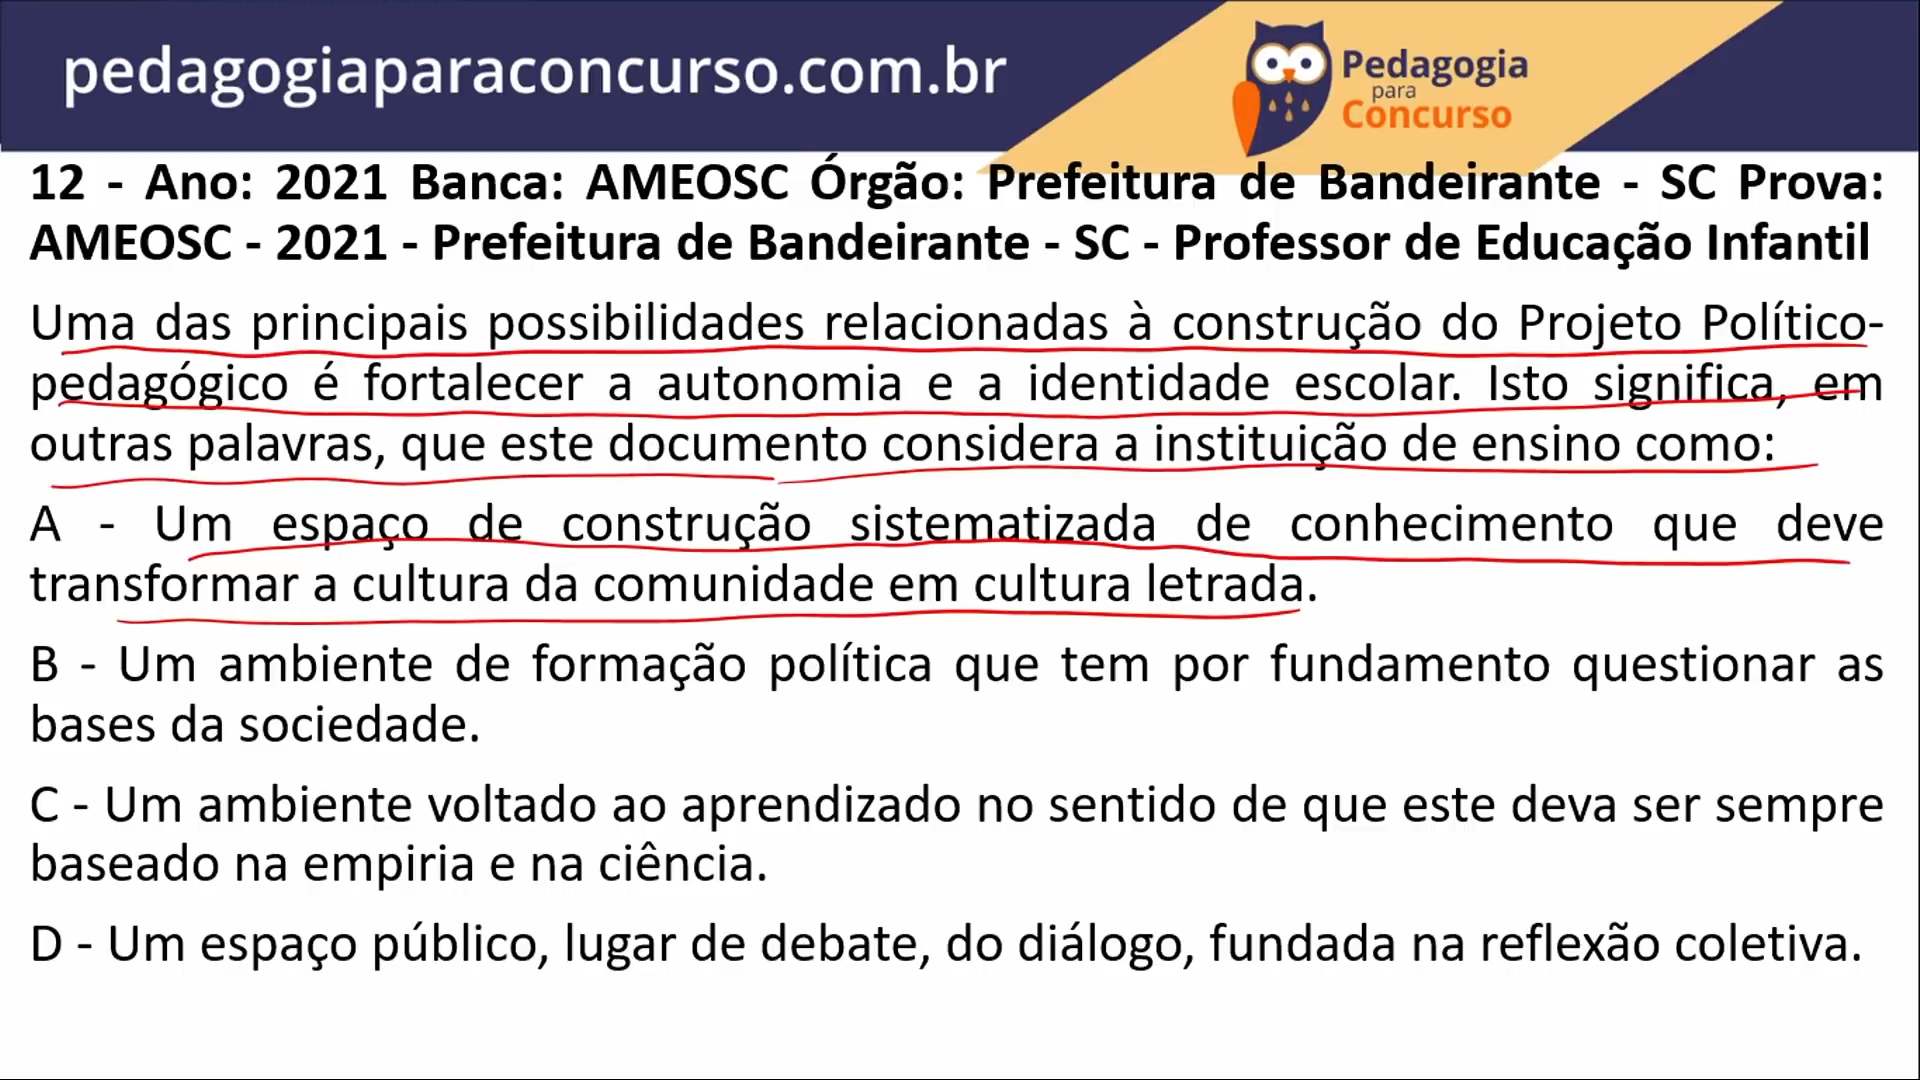 pedagogiaparaconcurso.com.br
Pedagogia
para
Concurso
12 - Ano: 2021 Banca: AMEOSC Órgão: Prefeitura de Bandeirante - SC Prova:
AMEOSC - 2021 - Prefeitura de Bandeirante - SC - Professor de Educação Infantil
Uma das principais possibilidades relacionadas à construção do Projeto Político-
pedagógico é fortalecer a autonomia e a identidade escolar. Isto significa, em
outras palavras, que este documento considera a instituição de ensino como:
A - Um espaço de construção sistematizada de conhecimento que deve
transformar a cultura da comunidade em cultura letrada.
B - Um ambiente de formação política que tem por fundamento questionar as
bases da sociedade.
C - Um ambiente voltado ao aprendizado no sentido de que este deva ser sempre
baseado na empiria e na ciência.
D - Um espaço público, lugar de debate, do diálogo, fundada na reflexão coletiva.